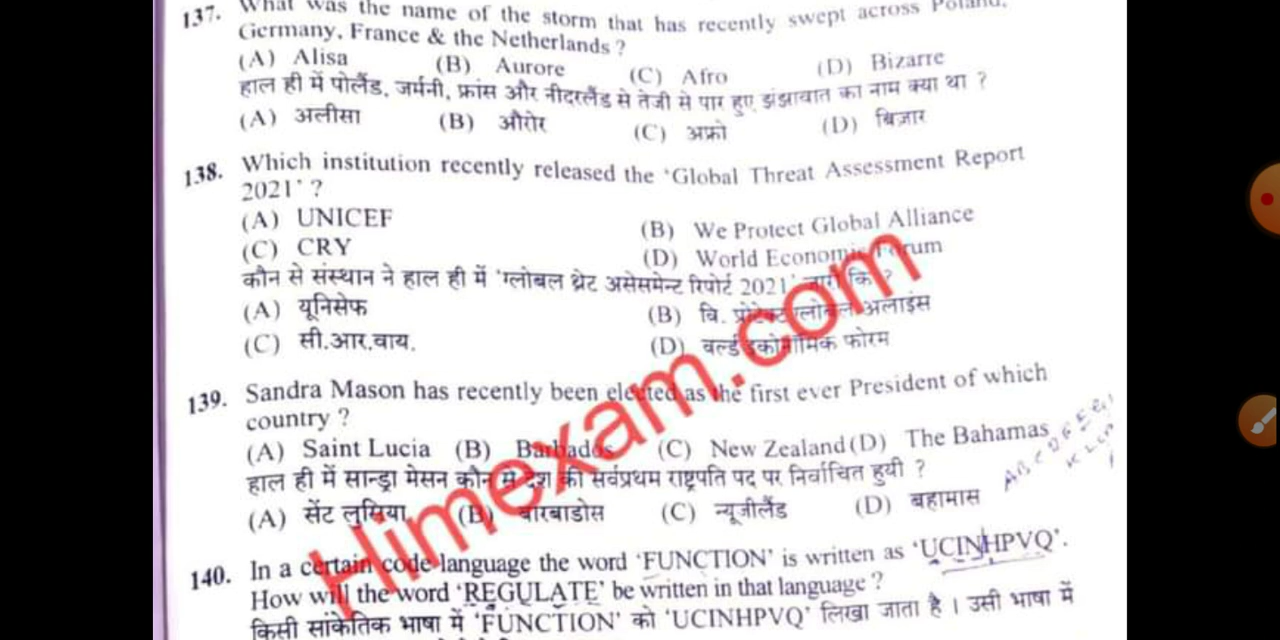 137. What was the name of the storm that has recently swept across Poland,
Germany, France & the Netherlands ?
(A) Alisa (B) Aurore (C) Afro (D) Bizarre
हाल ही में पोलैंड, जर्मनी, फ्रांस और नीदरलैंड से तेजी से पार हुए झंझावात का नाम क्या था ?
(A) अलीसा (B) औरोर (C) अफ्रो (D) बिज़ार
138. Which institution recently released the 'Global Threat Assessment Report
2021' ?
(A) UNICEF (B) We Protect Global Alliance
(C) CRY (D) World Economic Forum
कौन से संस्थान ने हाल ही में 'ग्लोबल थ्रेट असेसमेन्ट रिपोर्ट 2021' जारी कि ?
(A) यूनिसेफ (B) वि. प्रोटेक्ट ग्लोबल अलाइंस
(C) सी.आर.वाय. (D) वर्ल्ड इकोनॉमिक फोरम
139. Sandra Mason has recently been elected as the first ever President of which
country ?
(A) Saint Lucia (B) Barbados (C) New Zealand (D) The Bahamas
हाल ही में सान्ड्रा मेसन कौन से देश की सर्वप्रथम राष्ट्रपति पद पर निर्वाचित हुयी ?
(A) सेंट लुसिया (B) बारबाडोस (C) न्यूजीलैंड (D) बहामास
140. In a certain code language the word 'FUNCTION' is written as 'UCINHPVQ'.
How will the word 'REGULATE' be written in that language ?
किसी सांकेतिक भाषा में 'FUNCTION' को 'UCINHPVQ' लिखा जाता है । उसी भाषा में
Himexam.com